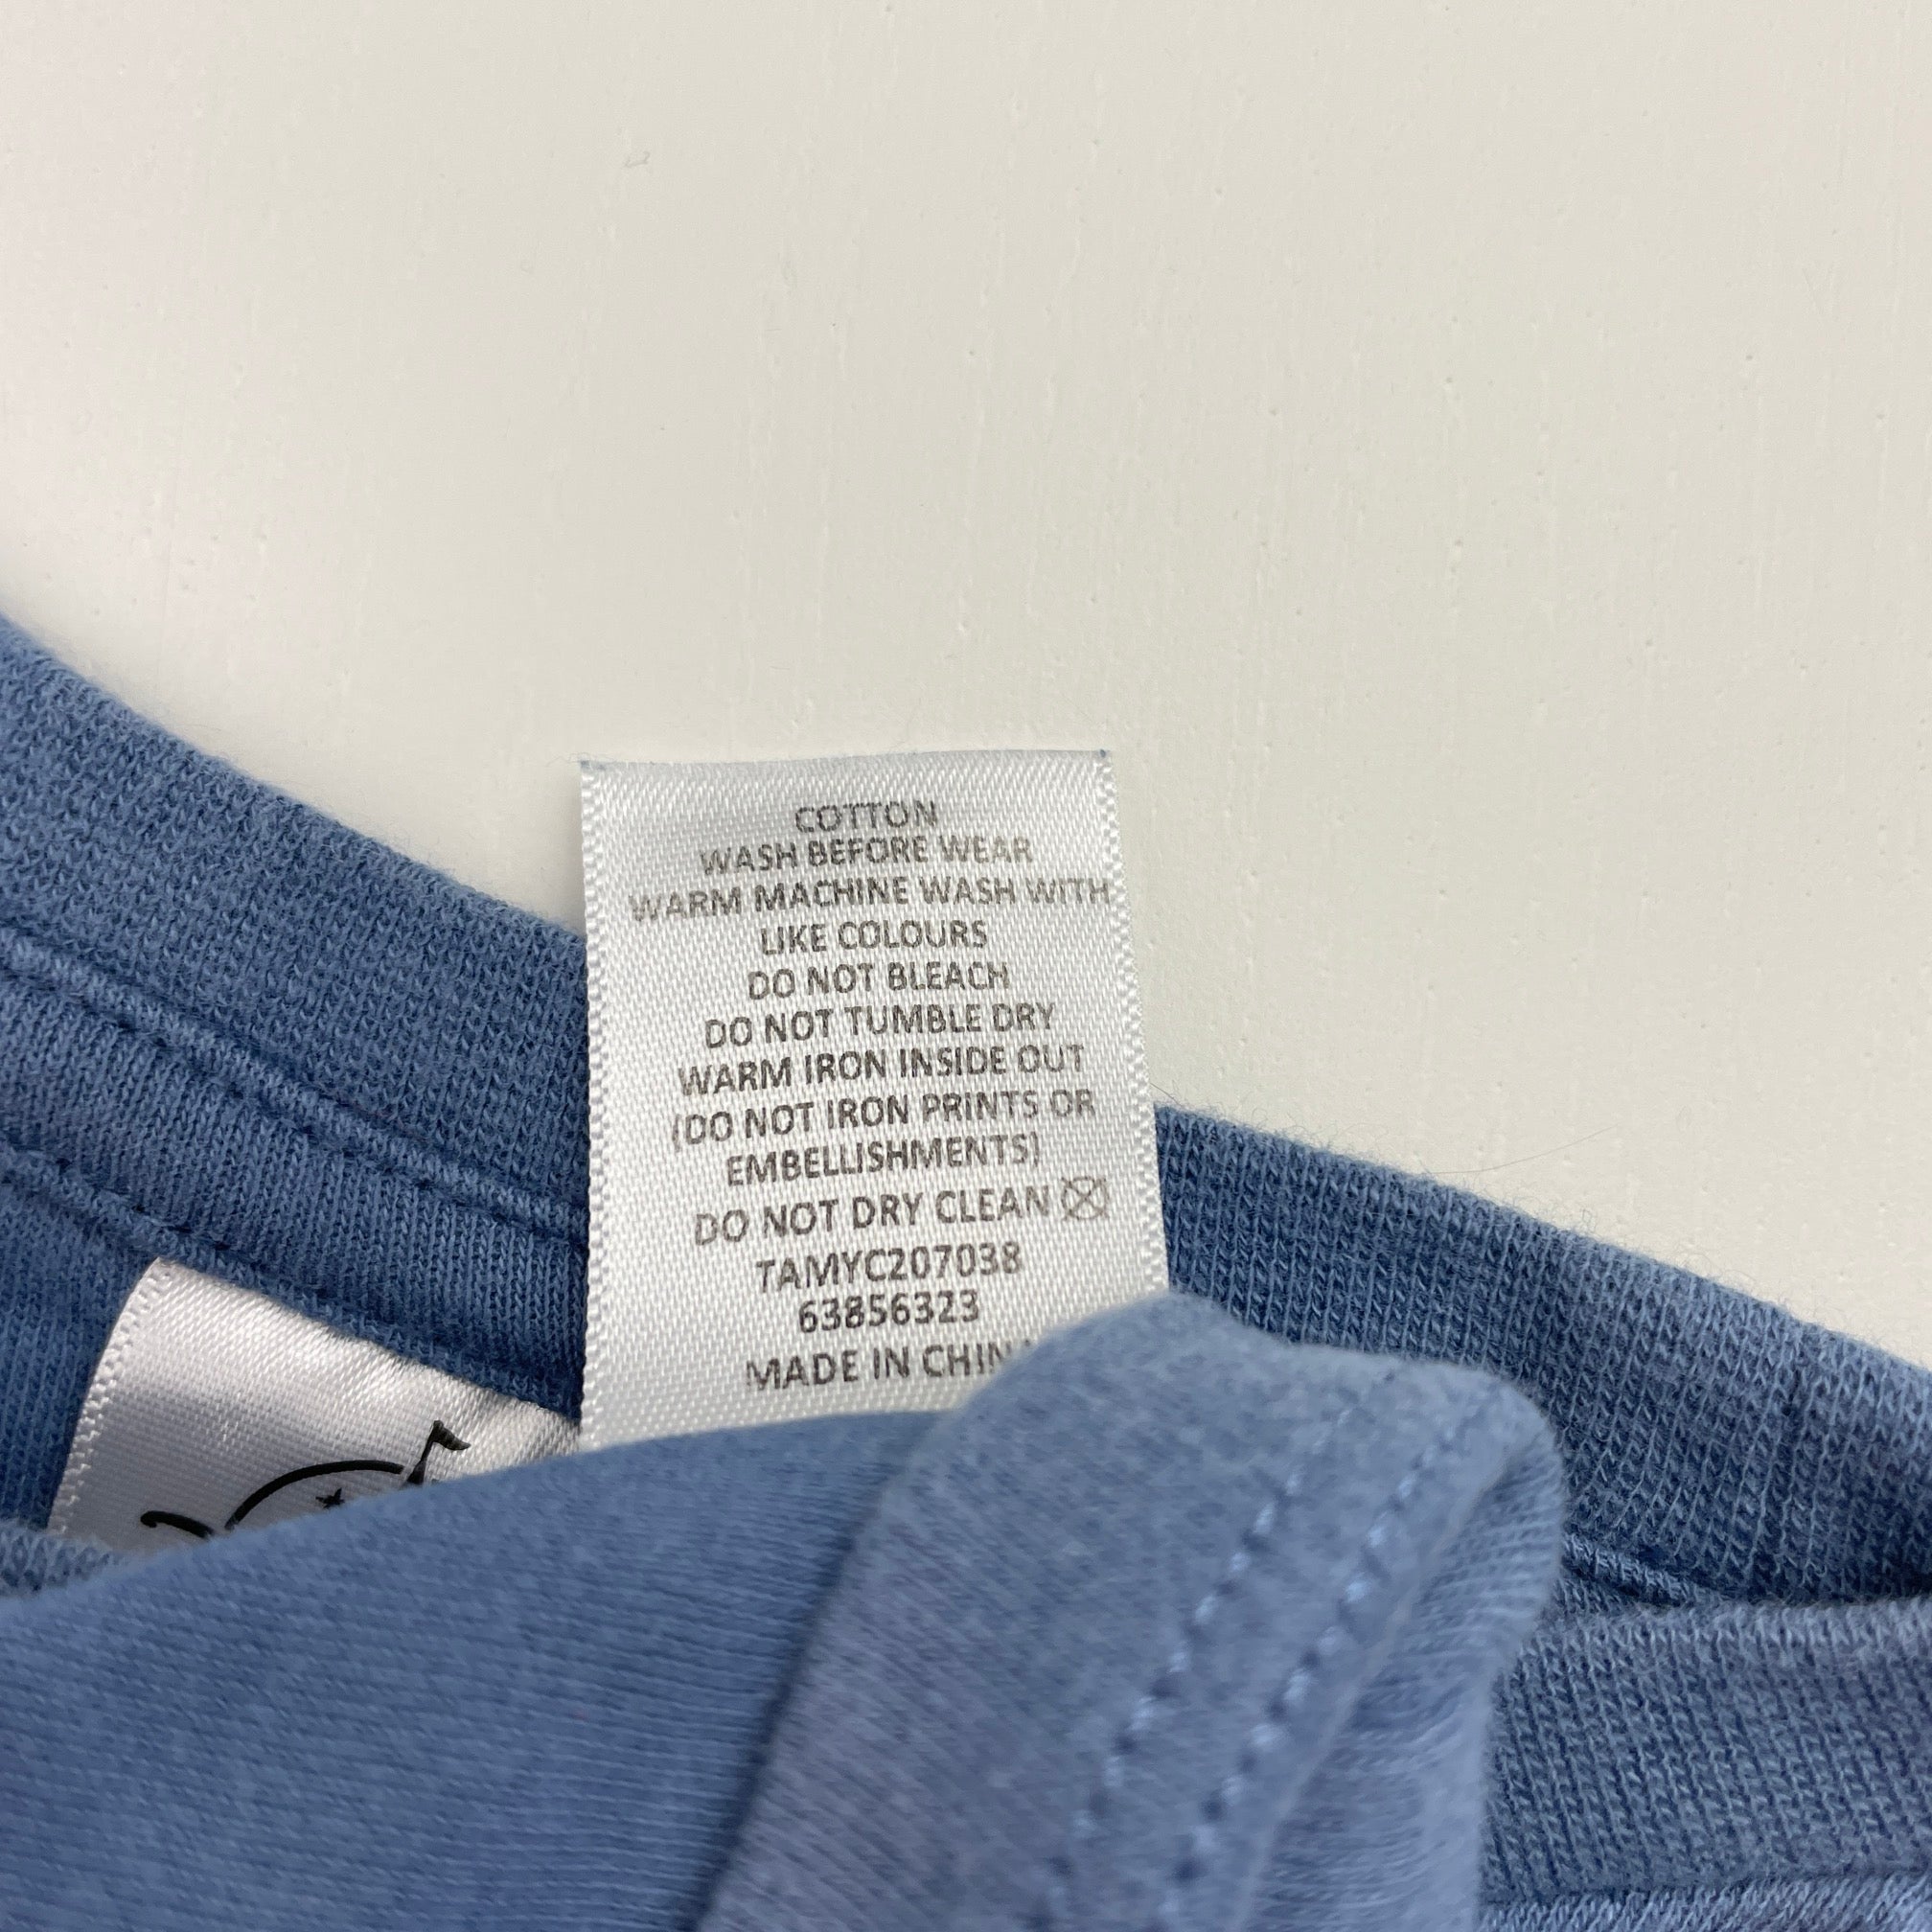 COTTON
WASH BEFORE WEAR
WARM MACHINE WASH WITH
LIKE COLOURS
DO NOT BLEACH
DO NOT TUMBLE DRY
WARM IRON INSIDE OUT
(DO NOT IRON PRINTS OR
EMBELLISHMENTS)
DO NOT DRY CLEAN
TAMYC207038
63856323
MADE IN CHIN